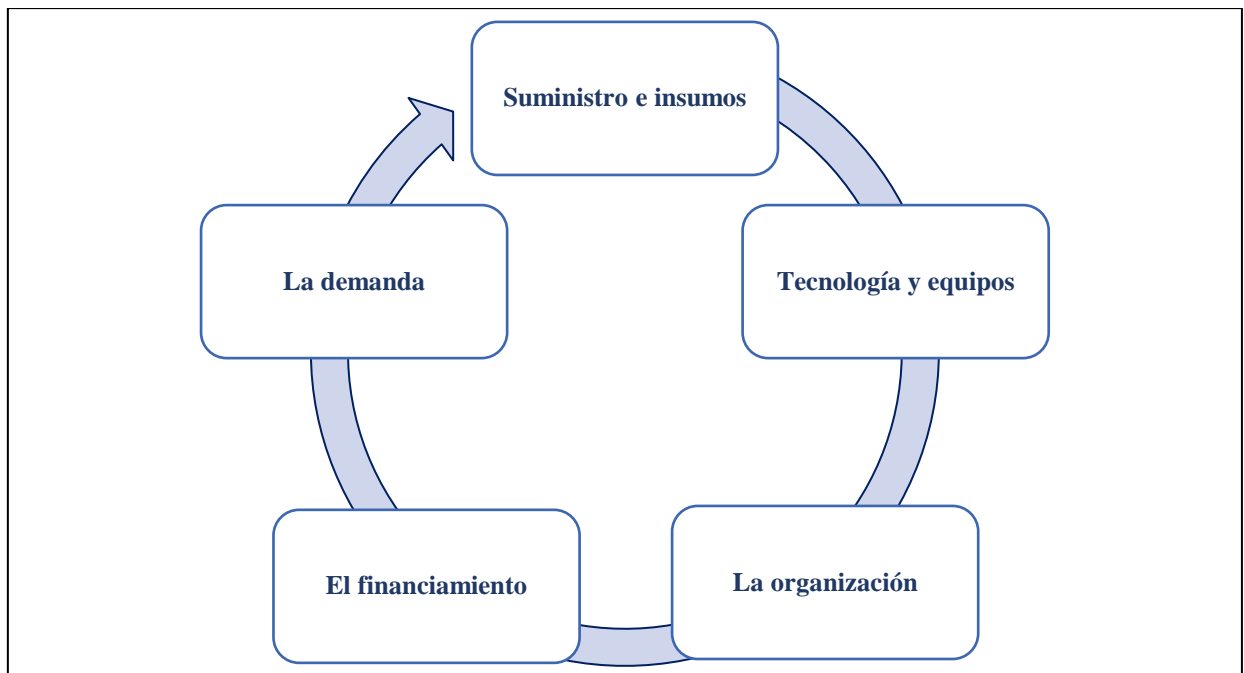 Suministro e insumos
Tecnología y equipos
La organización
El financiamiento
La demanda